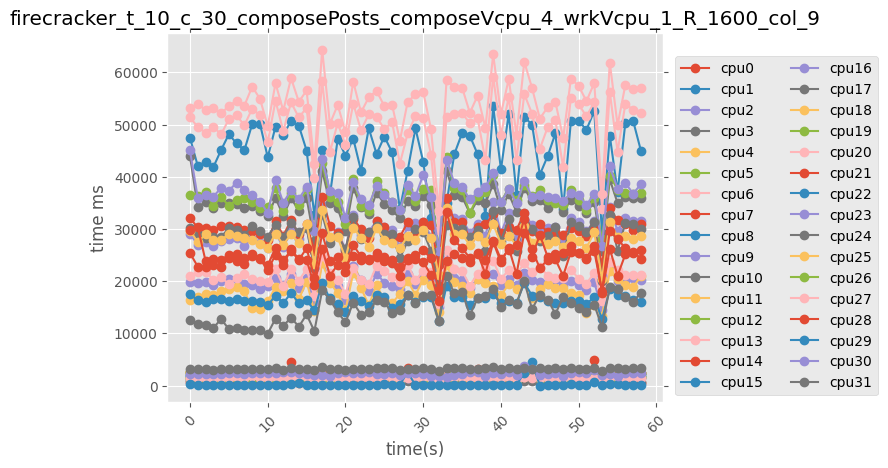 firecracker_t_10_c_30_composePosts_composeVcpu_4_wrkVcpu_1_R_1600_col_9
60000
50000
40000
30000
20000
10000
0
time ms
0
10
20
30
40
50
60
time(s)
cpu0
cpu1
cpu2
cpu3
cpu4
cpu5
cpu6
cpu7
cpu8
cpu9
cpu10
cpu11
cpu12
cpu13
cpu14
cpu15
cpu16
cpu17
cpu18
cpu19
cpu20
cpu21
cpu22
cpu23
cpu24
cpu25
cpu26
cpu27
cpu28
cpu29
cpu30
cpu31